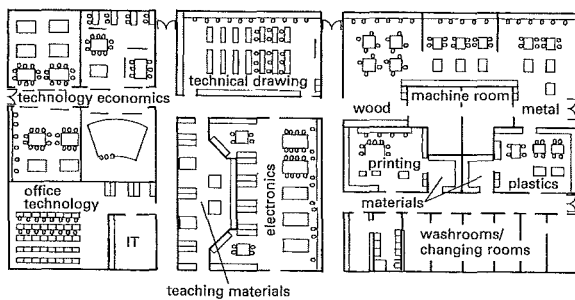 technology economics
technical drawing
wood
machine room
metal
office
technology
IT
electronics
teaching materials
printing
materials
plastics
washrooms/
changing rooms